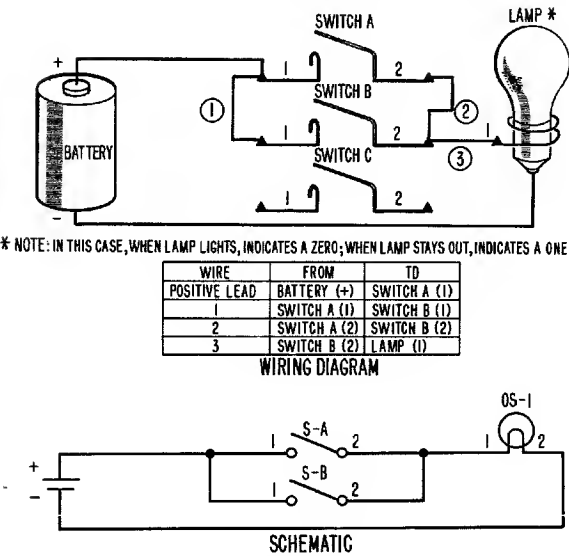 SWITCH A
LAMP *
+
1 2
SWITCH B
① ②
BATTERY
1 2 1
③
SWITCH C
1 2
-
* NOTE: IN THIS CASE, WHEN LAMP LIGHTS, INDICATES A ZERO; WHEN LAMP STAYS OUT, INDICATES A ONE
WIRE FROM TO
POSITIVE LEAD BATTERY (+) SWITCH A (1)
1 SWITCH A (1) SWITCH B (1)
2 SWITCH A (2) SWITCH B (2)
3 SWITCH B (2) LAMP (1)
WIRING DIAGRAM
OS-1
S-A
1 2 1 2
+
S-B
-
1 2
SCHEMATIC